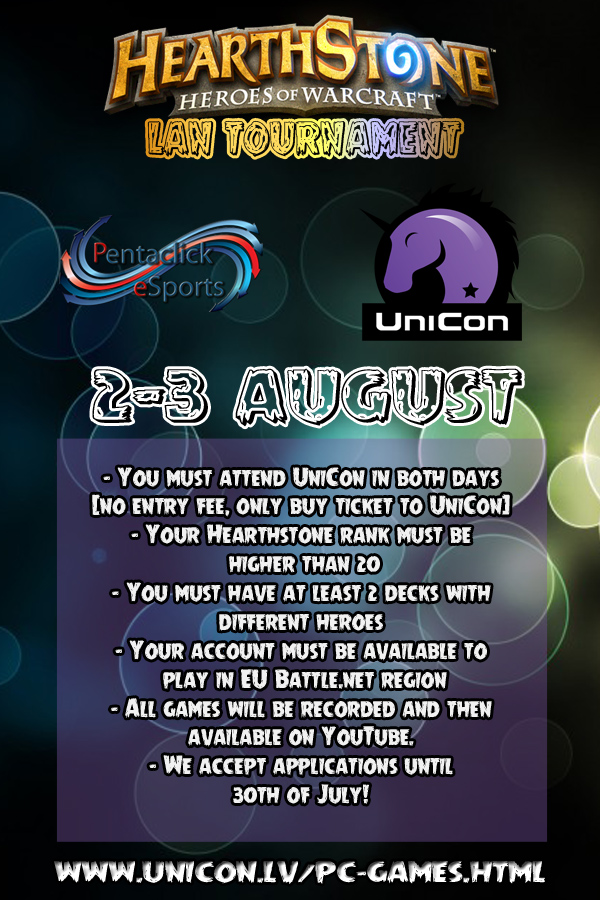 HEARTHSTONE
HEROES OF WARCRAFT™
LAN TOURNAMENT
Pentaclick
eSports
UniCon
2-3 AUGUST
- You must attend UniCon in both days
[no entry fee, only buy ticket to UniCon]
- Your Hearthstone rank must be
higher than 20
- You must have at least 2 decks with
different heroes
- Your account must be available to
play in EU Battle.net region
- All games will be recorded and then
available on YouTube.
- We accept applications until
30th of July!
www.unicon.lv/pc-games.html